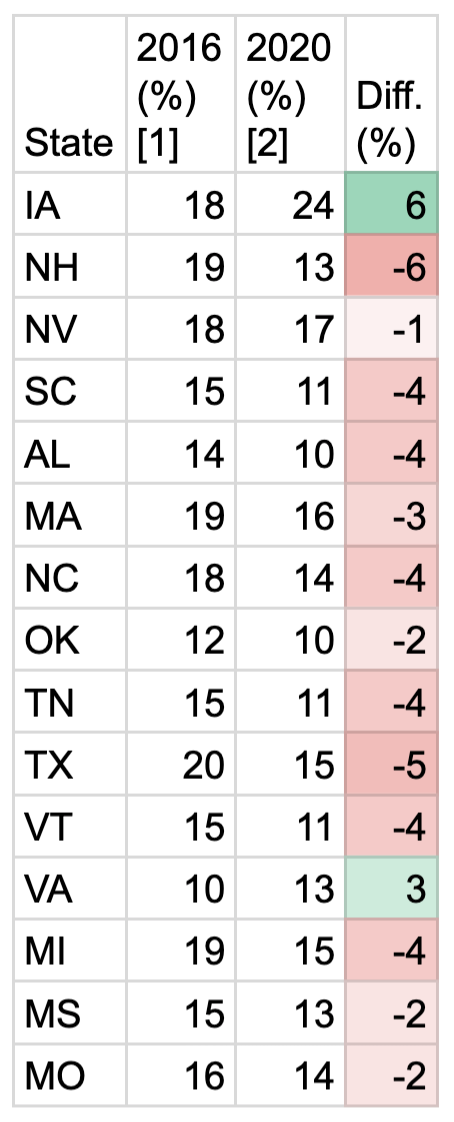 State 2016 (%) [1] 2020 (%) [2] Diff. (%)
IA 18 24 6
NH 19 13 -6
NV 18 17 -1
SC 15 11 -4
AL 14 10 -4
MA 19 16 -3
NC 18 14 -4
OK 12 10 -2
TN 15 11 -4
TX 20 15 -5
VT 15 11 -4
VA 10 13 3
MI 19 15 -4
MS 15 13 -2
MO 16 14 -2